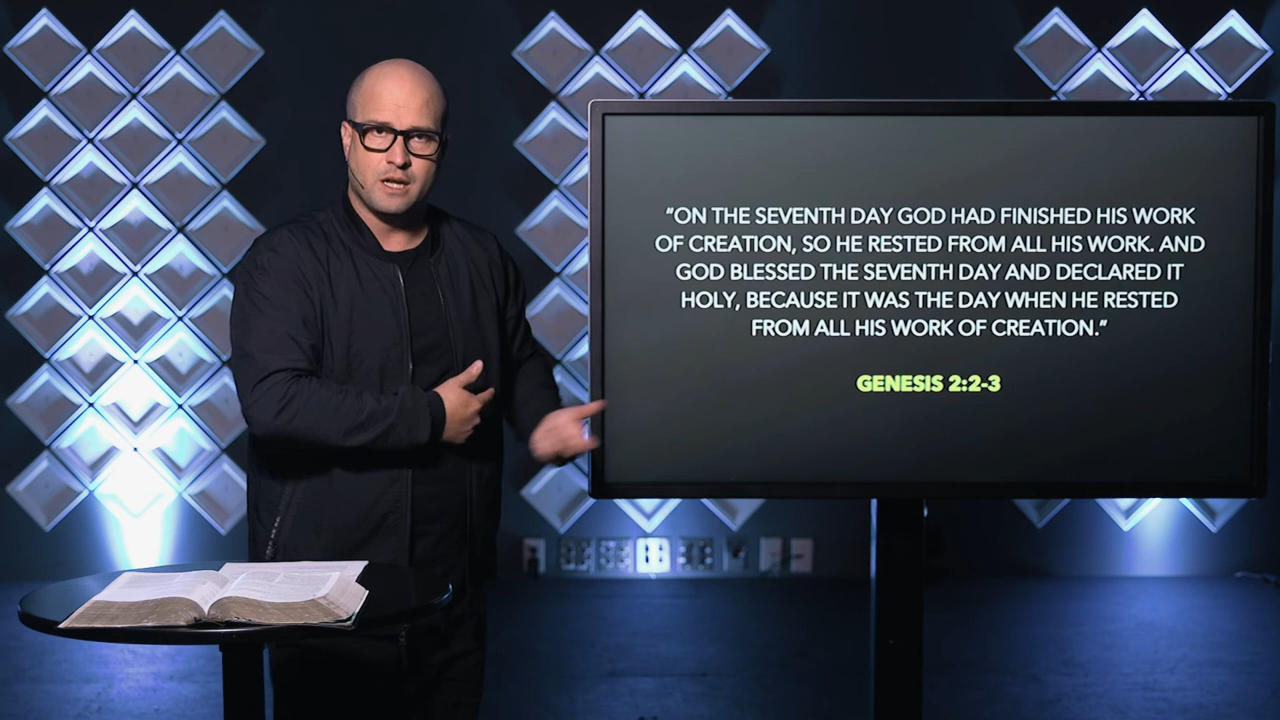 “ON THE SEVENTH DAY GOD HAD FINISHED HIS WORK
OF CREATION, SO HE RESTED FROM ALL HIS WORK. AND
GOD BLESSED THE SEVENTH DAY AND DECLARED IT
HOLY, BECAUSE IT WAS THE DAY WHEN HE RESTED
FROM ALL HIS WORK OF CREATION.”
GENESIS 2:2-3